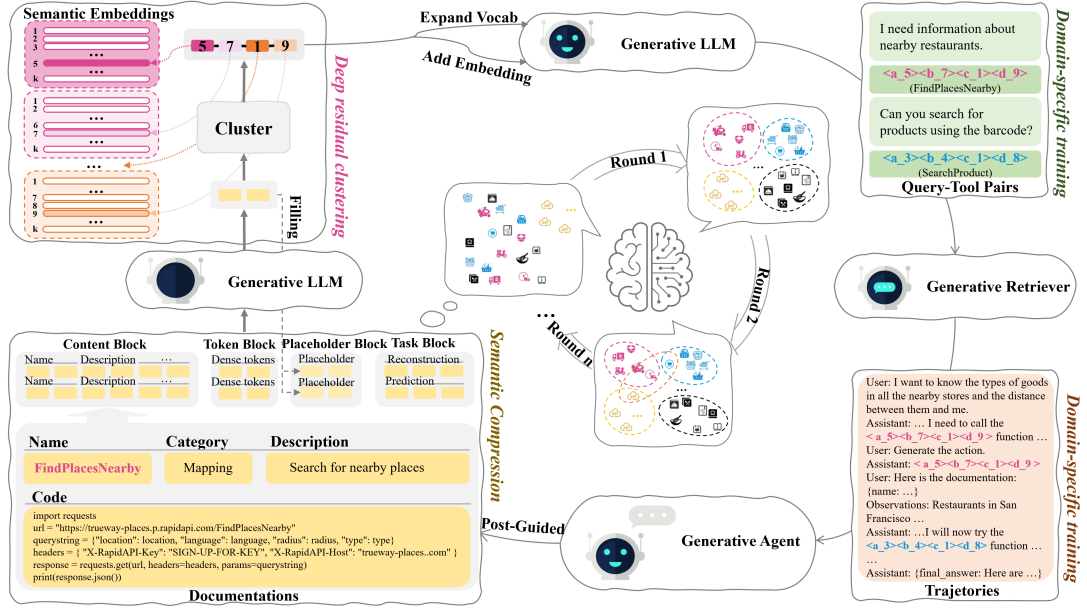 Semantic Embeddings
1
2
3
...
5
...
k
1
2
...
6
7
...
k
...
1
...
7
8
9
...
k
5 - 7 - 1 - 9
Cluster
Filling
Deep residual clustering
Expand Vocab
Add Embedding
Generative LLM
I need information about
nearby restaurants.
<a_5><b_7><c_1><d_9>
(FindPlacesNearby)
Can you search for
products using the barcode?
<a_3><b_4><c_1><d_8>
(SearchProduct)
Query-Tool Pairs
Domain-specific training
Round 1
Round 2
...
Round n
Generative LLM
Generative Retriever
Content Block
Token Block
Placeholder Block
Task Block
Name Description ...
Dense tokens
Placeholder
Reconstruction
Name Description ...
Dense tokens
Placeholder
Prediction
Semantic Compression
Name Category Description
FindPlacesNearby Mapping Search for nearby places
Code
import requests
url = "https://trueway-places.p.rapidapi.com/FindPlacesNearby"
querystring = {"location": location, "language": language, "radius": radius, "type": type}
headers = { "X-RapidAPI-Key": "SIGN-UP-FOR-KEY", "X-RapidAPI-Host": "trueway-places..com" }
response = requests.get(url, headers=headers, params=querystring)
print(response.json())
Documentations
Post-Guided
Generative Agent
User: I want to know the types of goods
in all the nearby stores and the distance
between them and me.
Assistant: … I need to call the
< a_5><b_7><c_1><d_9 > function …
User: Generate the action.
Assistant: < a_5><b_7><c_1><d_9 >
User: Here is the documentation:
{name: …}
Observations: Restaurants in San
Francisco …
Assistant: …I will now try the
<a_3><b_4><c_1><d_8> function …
…
Assistant: {final_answer: Here are …}
Trajetories
Domain-specific training